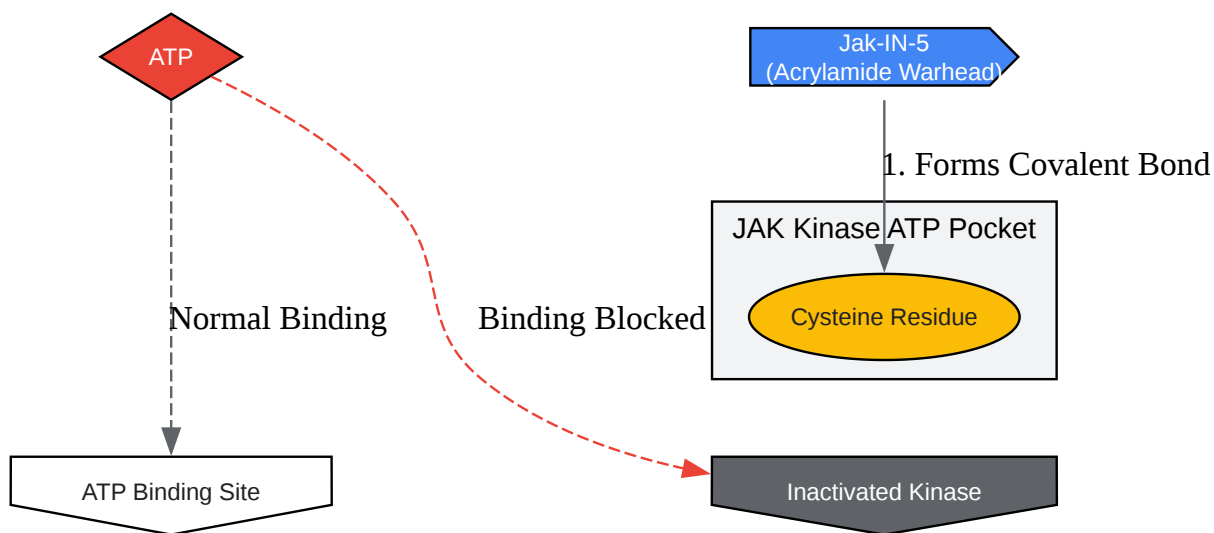 ATP
Jak-IN-5
(Acrylamide Warhead)
1. Forms Covalent Bond
JAK Kinase ATP Pocket
Normal Binding
Binding Blocked
Cysteine Residue
ATP Binding Site
Inactivated Kinase